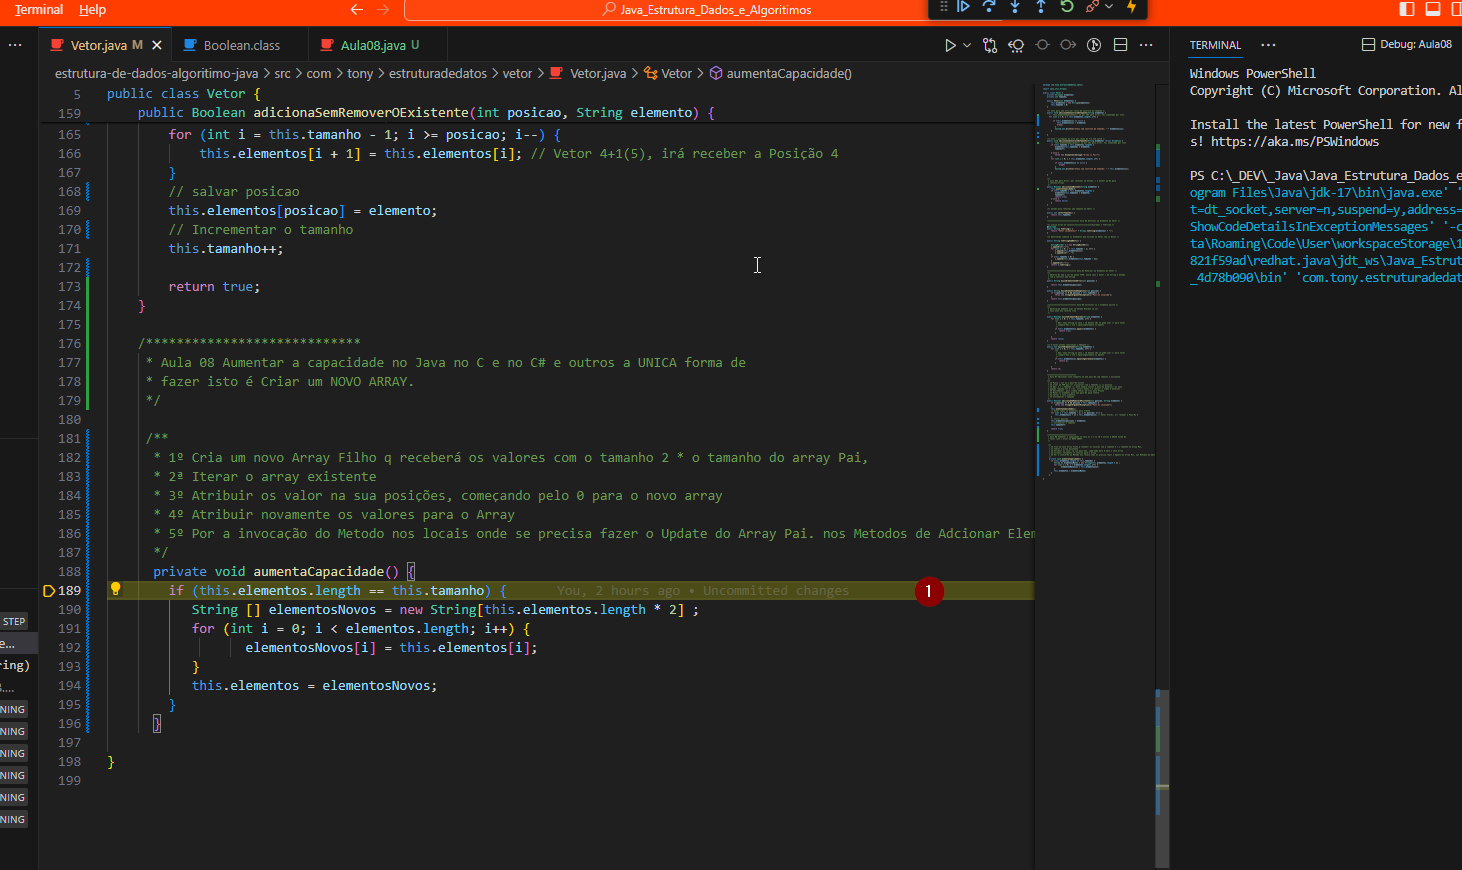 Terminal Help
Java_Estrutura_Dados_e_Algoritimos
Vetor.java M
Boolean.class
Aula08.java U
estrutura-de-dados-algoritimo-java > src > com > tony > estruturadedatos > vetor > Vetor.java > Vetor > aumentaCapacidade()
5 public class Vetor {
159 public Boolean adicionaSemRemoverOExistente(int posicao, String elemento) {
165 for (int i = this.tamanho - 1; i >= posicao; i--) {
166 this.elementos[i + 1] = this.elementos[i]; // Vetor 4+1(5), irá receber a Posição 4
167 }
168 // salvar posicao
169 this.elementos[posicao] = elemento;
170 // Incrementar o tamanho
171 this.tamanho++;
172
173 return true;
174 }
175
176 /****************************
177 * Aula 08 Aumentar a capacidade no Java no C e no C# e outros a UNICA forma de
178 * fazer isto é Criar um NOVO ARRAY.
179 */
180
181 /**
182 * 1º Cria um novo Array Filho q receberá os valores com o tamanho 2 * o tamanho do array Pai,
183 * 2ª Iterar o array existente
184 * 3º Atribuir os valor na sua posições, começando pelo 0 para o novo array
185 * 4º Atribuir novamente os valores para o Array
186 * 5º Por a invocação do Metodo nos locais onde se precisa fazer o Update do Array Pai. nos Metodos de Adcionar Elem
187 */
188 private void aumentaCapacidade() {
189 if (this.elementos.length == this.tamanho) { You, 2 hours ago • Uncommitted changes
1
190 String [] elementosNovos = new String[this.elementos.length * 2] ;
191 for (int i = 0; i < elementos.length; i++) {
192 elementosNovos[i] = this.elementos[i];
193 }
194 this.elementos = elementosNovos;
195 }
196 }
197
198 }
199
STEP
e...
ing)
NING
NING
NING
NING
NING
NING
TERMINAL ...
Debug: Aula08
Windows PowerShell
Copyright (C) Microsoft Corporation. Al
Install the latest PowerShell for new f
s! https://aka.ms/PSWindows
PS C:\_DEV\_Java\Java_Estrutura_Dados_e
ogram Files\Java\jdk-17\bin\java.exe' '
t=dt_socket,server=n,suspend=y,address=
ShowCodeDetailsInExceptionMessages' '-c
ta\Roaming\Code\User\workspaceStorage\1
821f59ad\redhat.java\jdt_ws\Java_Estrut
_4d78b090\bin' 'com.tony.estruturadedat